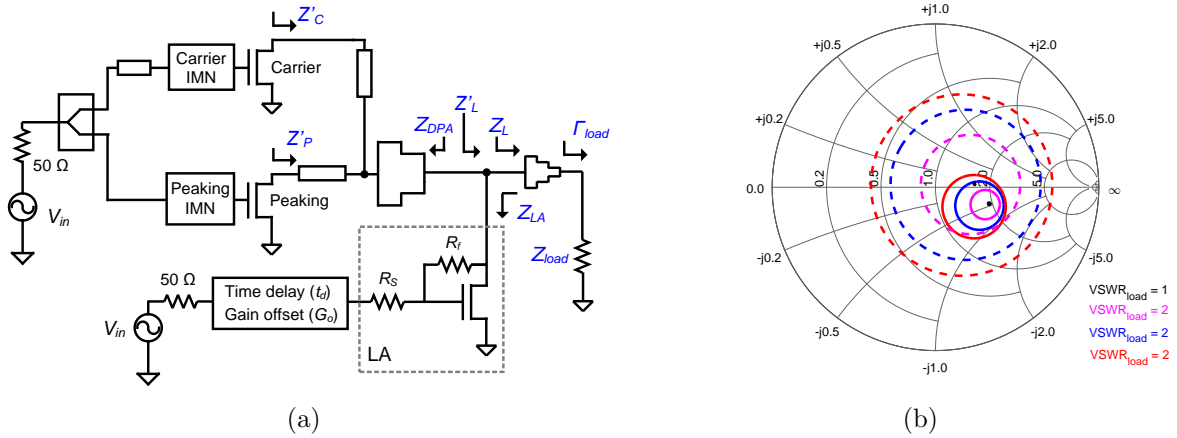 Z'C
Carrier
IMN
Carrier
50 Ω
Vin
Z'P
Peaking
IMN
Peaking
ZDPA
Z'L
ZL
Γload
ZLA
Zload
50 Ω
Vin
Time delay (td)
Gain offset (Go)
RS
Rf
LA
(a)
+j1.0
+j0.5
+j2.0
+j0.2
+j5.0
0.0
0.2
0.5
1.0
5.0
∞
-j0.2
-j5.0
-j0.5
-j2.0
-j1.0
VSWRload = 1
VSWRload = 2
VSWRload = 2
VSWRload = 2
(b)